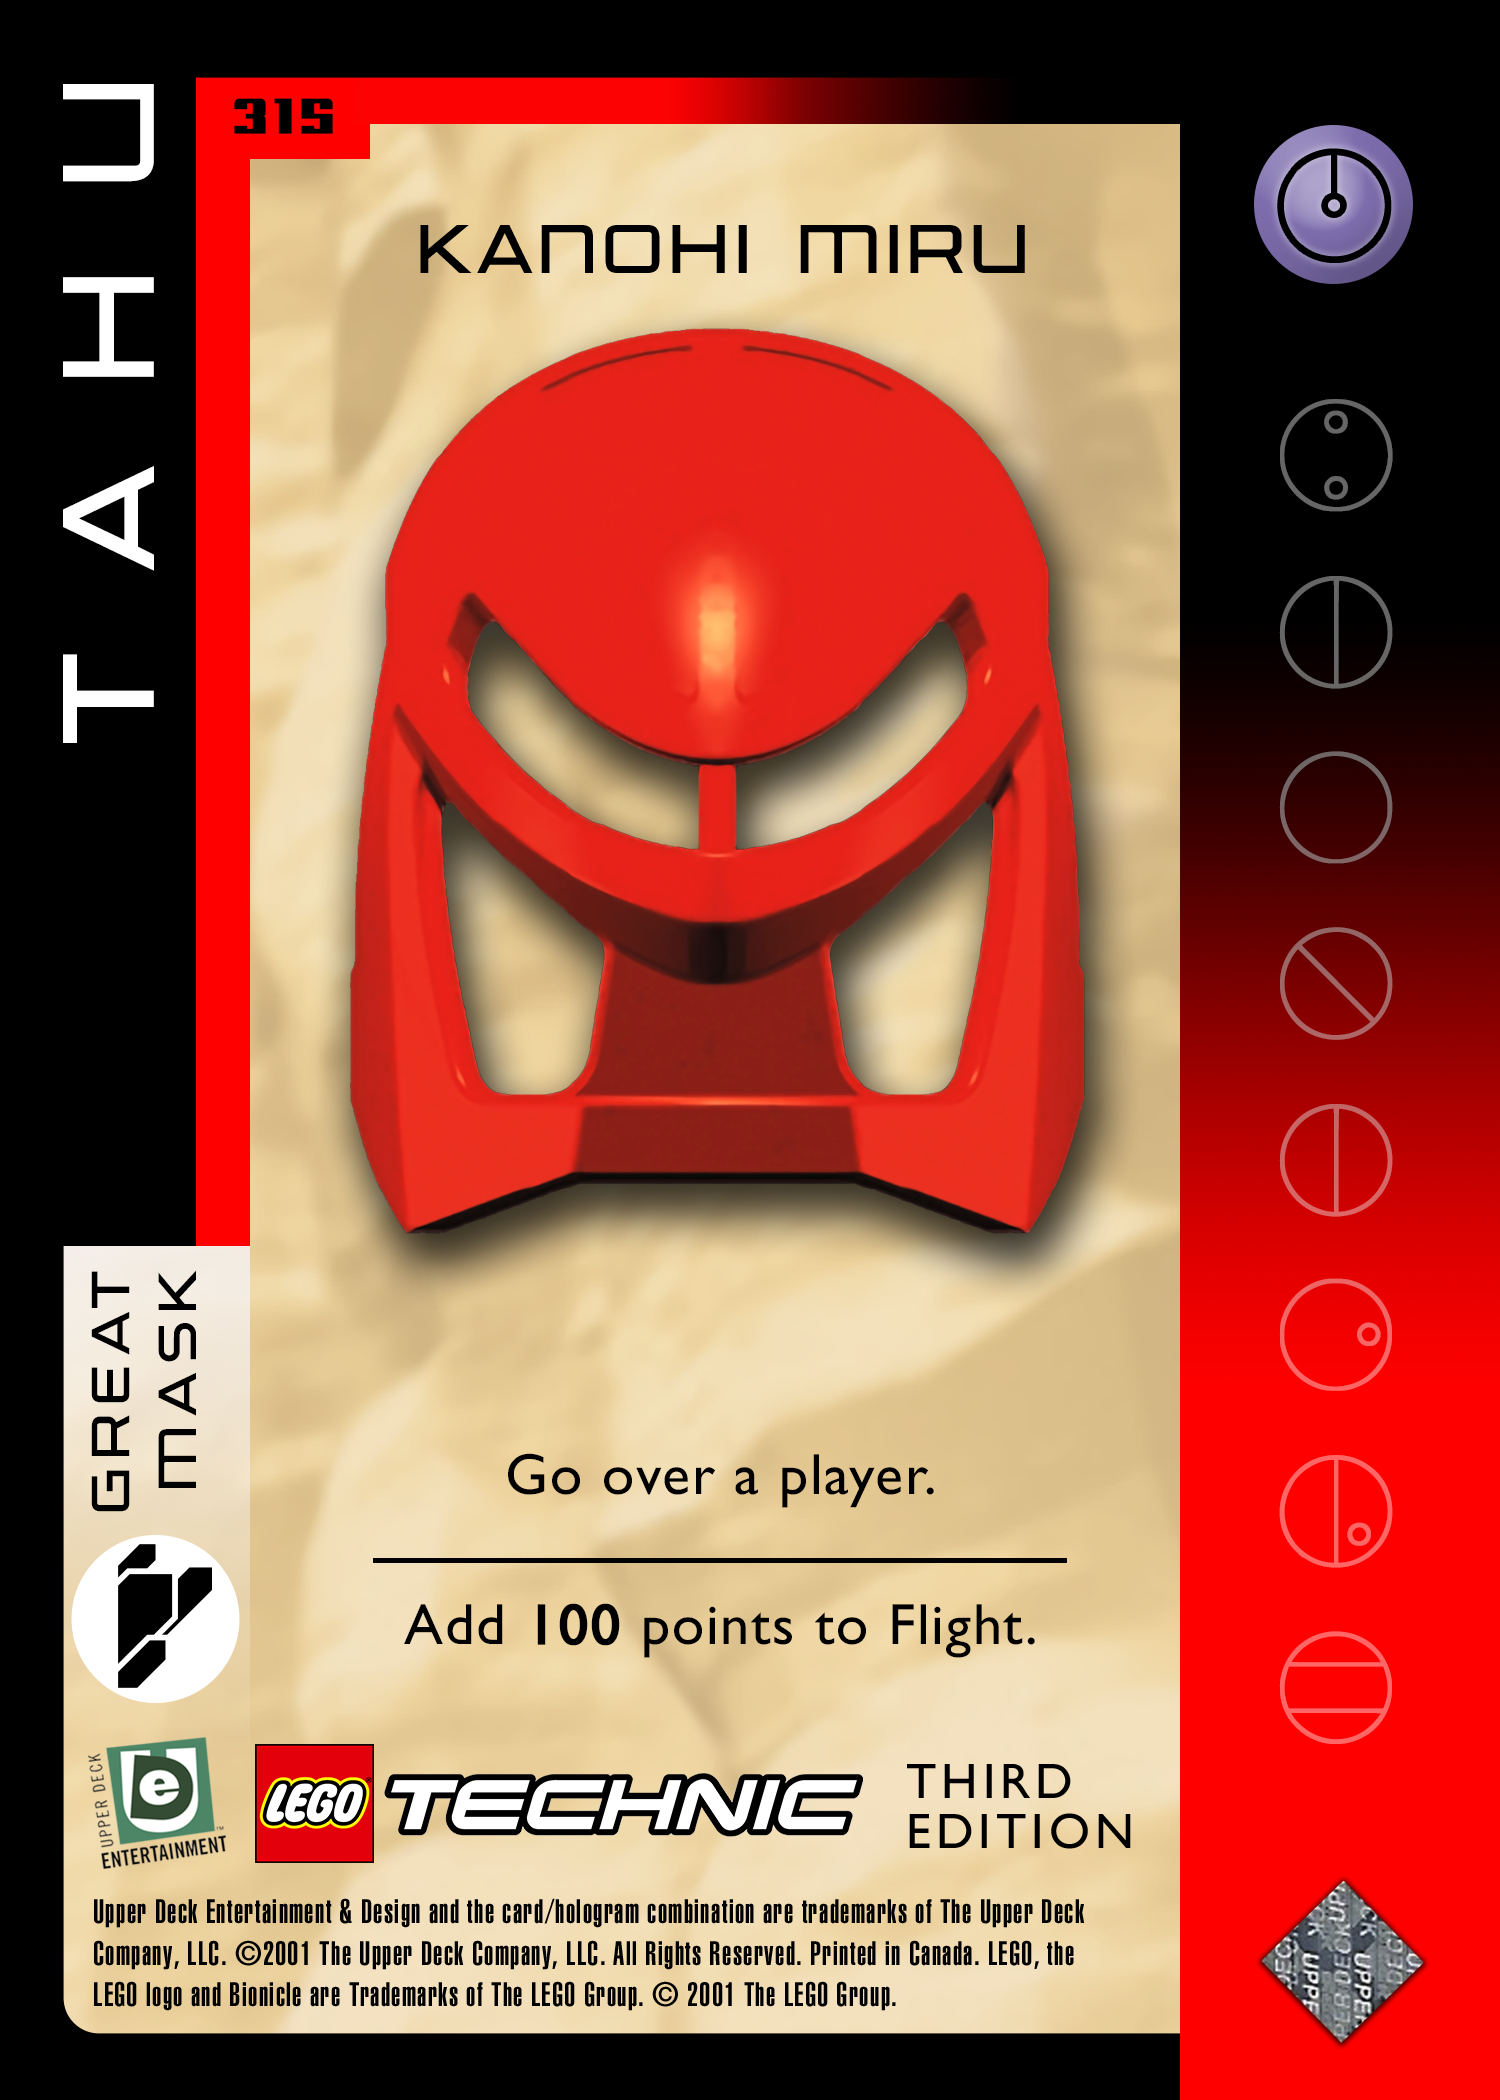 TAHU
315
KANOHI MIRU
GREAT
MASK
Go over a player.
Add 100 points to Flight.
UPPER DECK
ENTERTAINMENT
LEGO TECHNIC
THIRD
EDITION
Upper Deck Entertainment & Design and the card/hologram combination are trademarks of The Upper Deck
Company, LLC. ©2001 The Upper Deck Company, LLC. All Rights Reserved. Printed in Canada. LEGO, the
LEGO logo and Bionicle are Trademarks of The LEGO Group. © 2001 The LEGO Group.